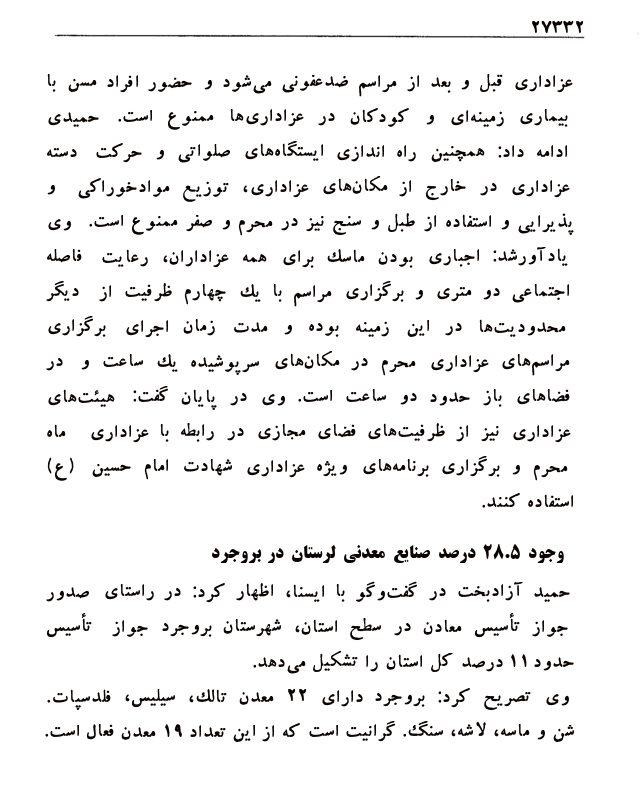 ۲۷۳۳۲
عزاداری قبل و بعد از مراسم ضدعفونی می‌شود و حضور افراد مسن با
بیماری زمینه‌ای و کودکان در عزاداری‌ها ممنوع است. حمیدی
ادامه داد: همچنین راه اندازی ایستگاه‌های صلواتی و حرکت دسته
عزاداری در خارج از مکان‌های عزاداری، توزیع موادخوراکی و
پذیرایی و استفاده از طبل و سنج نیز در محرم و صفر ممنوع است. وی
یادآورشد: اجباری بودن ماسك برای همه عزاداران، رعایت فاصله
اجتماعی دو متری و برگزاری مراسم با یك چهارم ظرفیت از دیگر
محدودیت‌ها در این زمینه بوده و مدت زمان اجرای برگزاری
مراسم‌های عزاداری محرم در مکان‌های سرپوشیده یك ساعت و در
فضاهای باز حدود دو ساعت است. وی در پایان گفت: هیئت‌های
عزاداری نیز از ظرفیت‌های فضای مجازی در رابطه با عزاداری ماه
محرم و برگزاری برنامه‌های ویژه عزاداری شهادت امام حسین (ع)
استفاده کنند.
وجود ۲۸.۵ درصد صنایع معدنی لرستان در بروجرد
حمید آزادبخت در گفت‌وگو با ایسنا، اظهار کرد: در راستای صدور
جواز تأسیس معادن در سطح استان، شهرستان بروجرد جواز تأسیس
حدود ۱۱ درصد کل استان را تشکیل می‌دهد.
وی تصریح کرد: بروجرد دارای ۲۲ معدن تالك، سیلیس، فلدسپات.
شن و ماسه، لاشه، سنگ. گرانیت است که از این تعداد ۱۹ معدن فعال است.